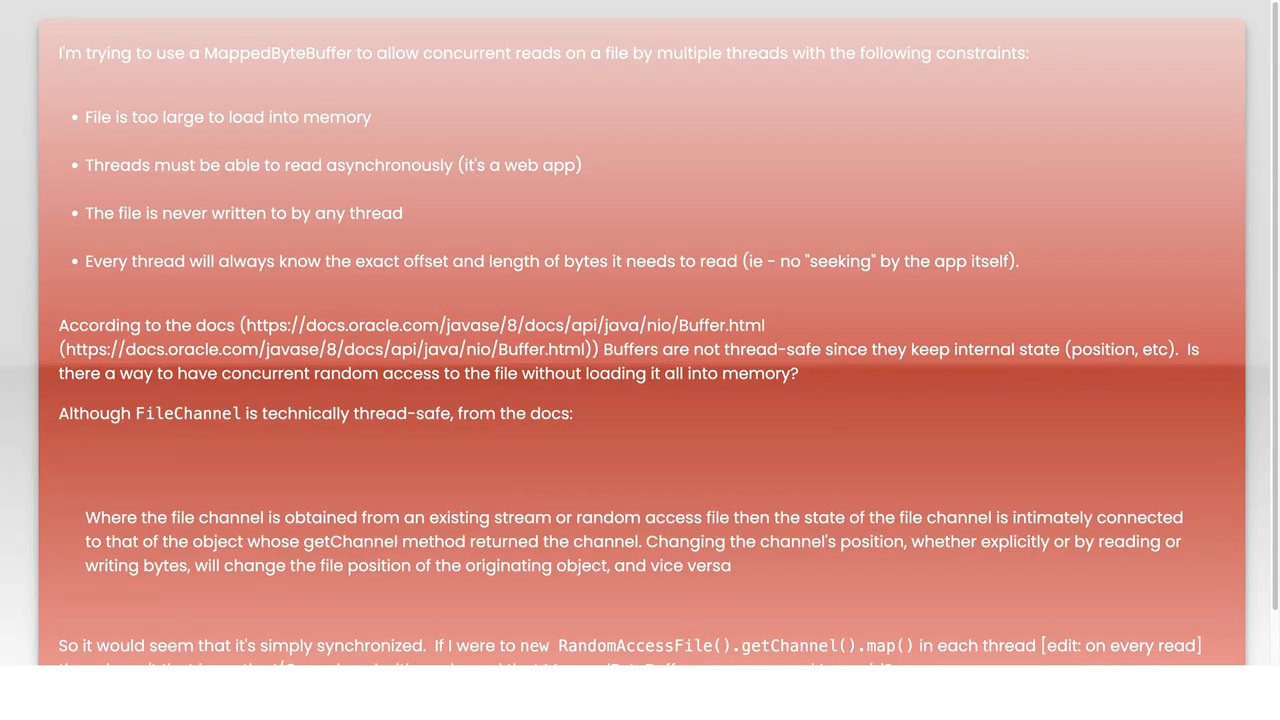 I'm trying to use a MappedByteBuffer to allow concurrent reads on a file by multiple threads with the following constraints:
• File is too large to load into memory
• Threads must be able to read asynchronously (it's a web app)
• The file is never written to by any thread
• Every thread will always know the exact offset and length of bytes it needs to read (ie - no "seeking" by the app itself).
According to the docs (https://docs.oracle.com/javase/8/docs/api/java/nio/Buffer.html
(https://docs.oracle.com/javase/8/docs/api/java/nio/Buffer.html)) Buffers are not thread-safe since they keep internal state (position, etc).  Is
there a way to have concurrent random access to the file without loading it all into memory?
Although FileChannel is technically thread-safe, from the docs:
Where the file channel is obtained from an existing stream or random access file then the state of the file channel is intimately connected
to that of the object whose getChannel method returned the channel. Changing the channel's position, whether explicitly or by reading or
writing bytes, will change the file position of the originating object, and vice versa
So it would seem that it's simply synchronized.  If I were to new RandomAccessFile().getChannel().map() in each thread [edit: on every read]